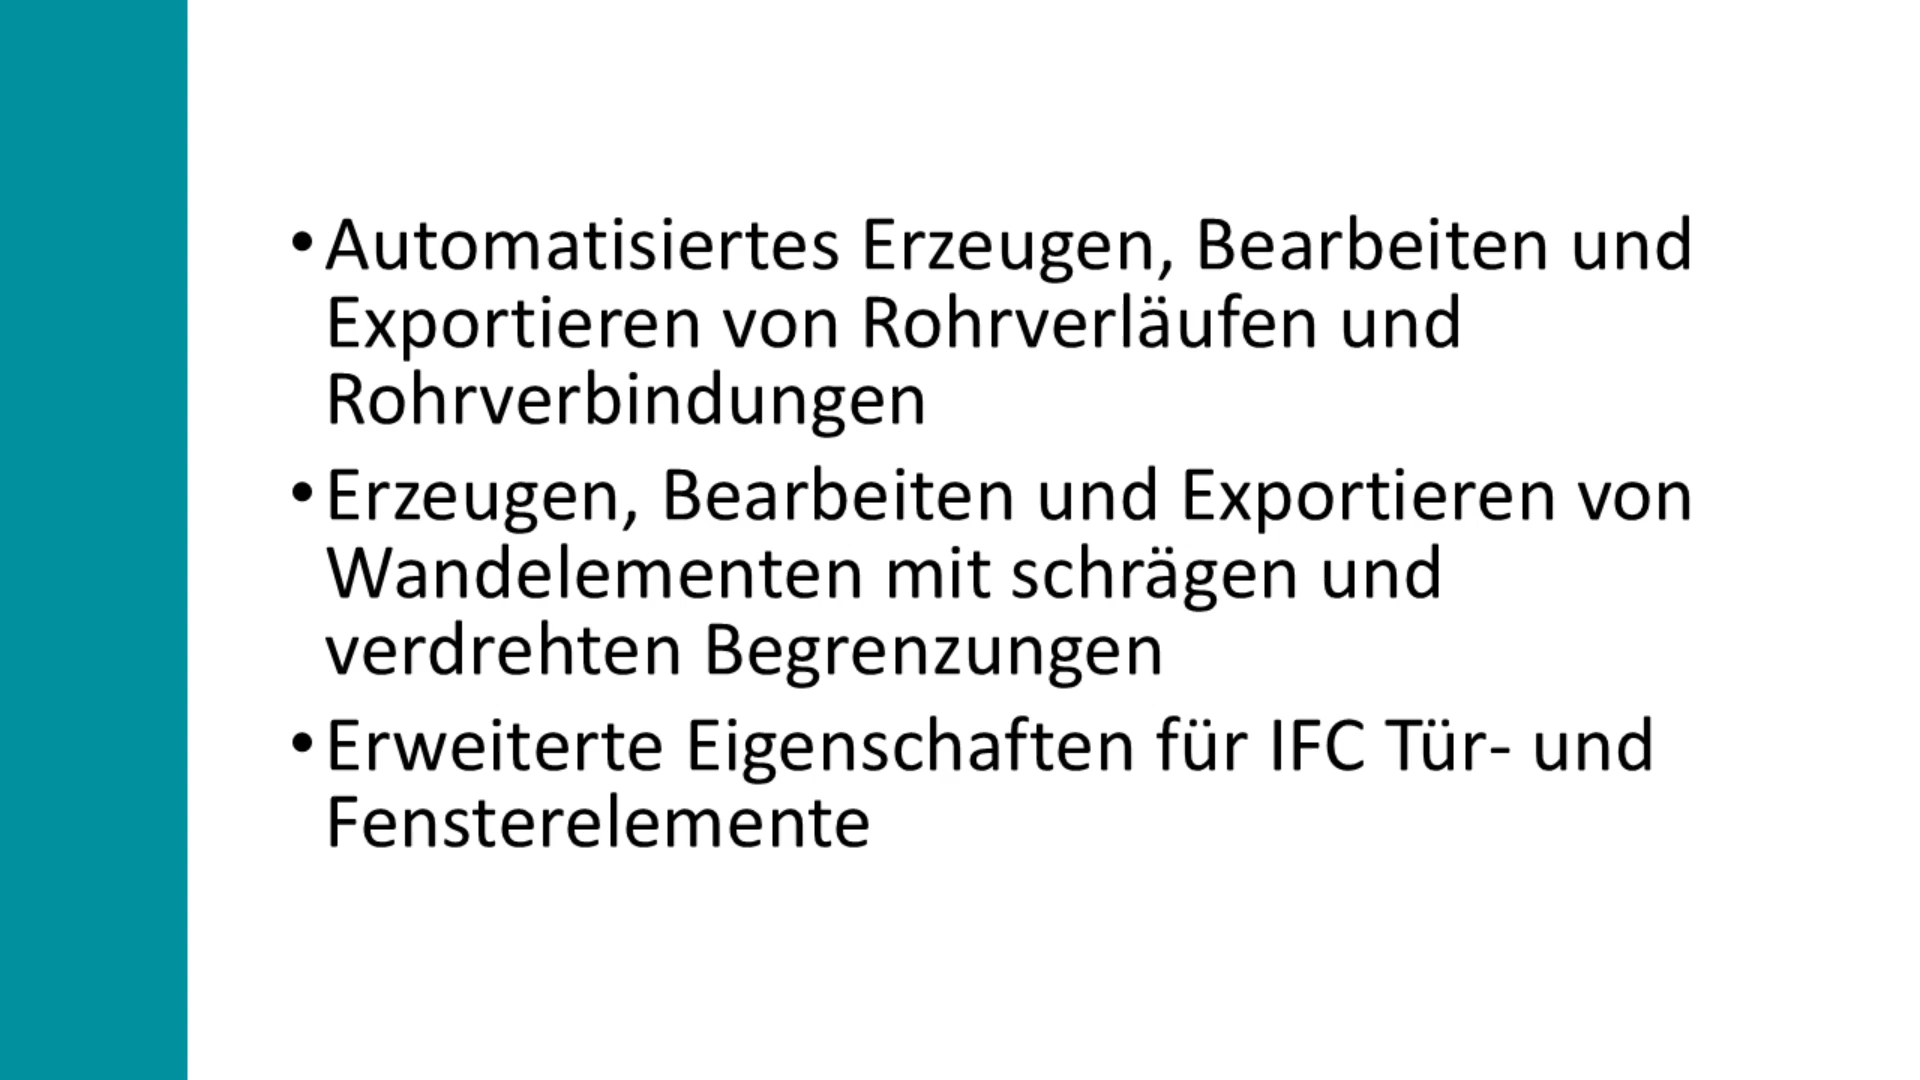 • Automatisiertes Erzeugen, Bearbeiten und
Exportieren von Rohrverläufen und
Rohrverbindungen
• Erzeugen, Bearbeiten und Exportieren von
Wandelementen mit schrägen und
verdrehten Begrenzungen
• Erweiterte Eigenschaften für IFC Tür- und
Fensterelemente